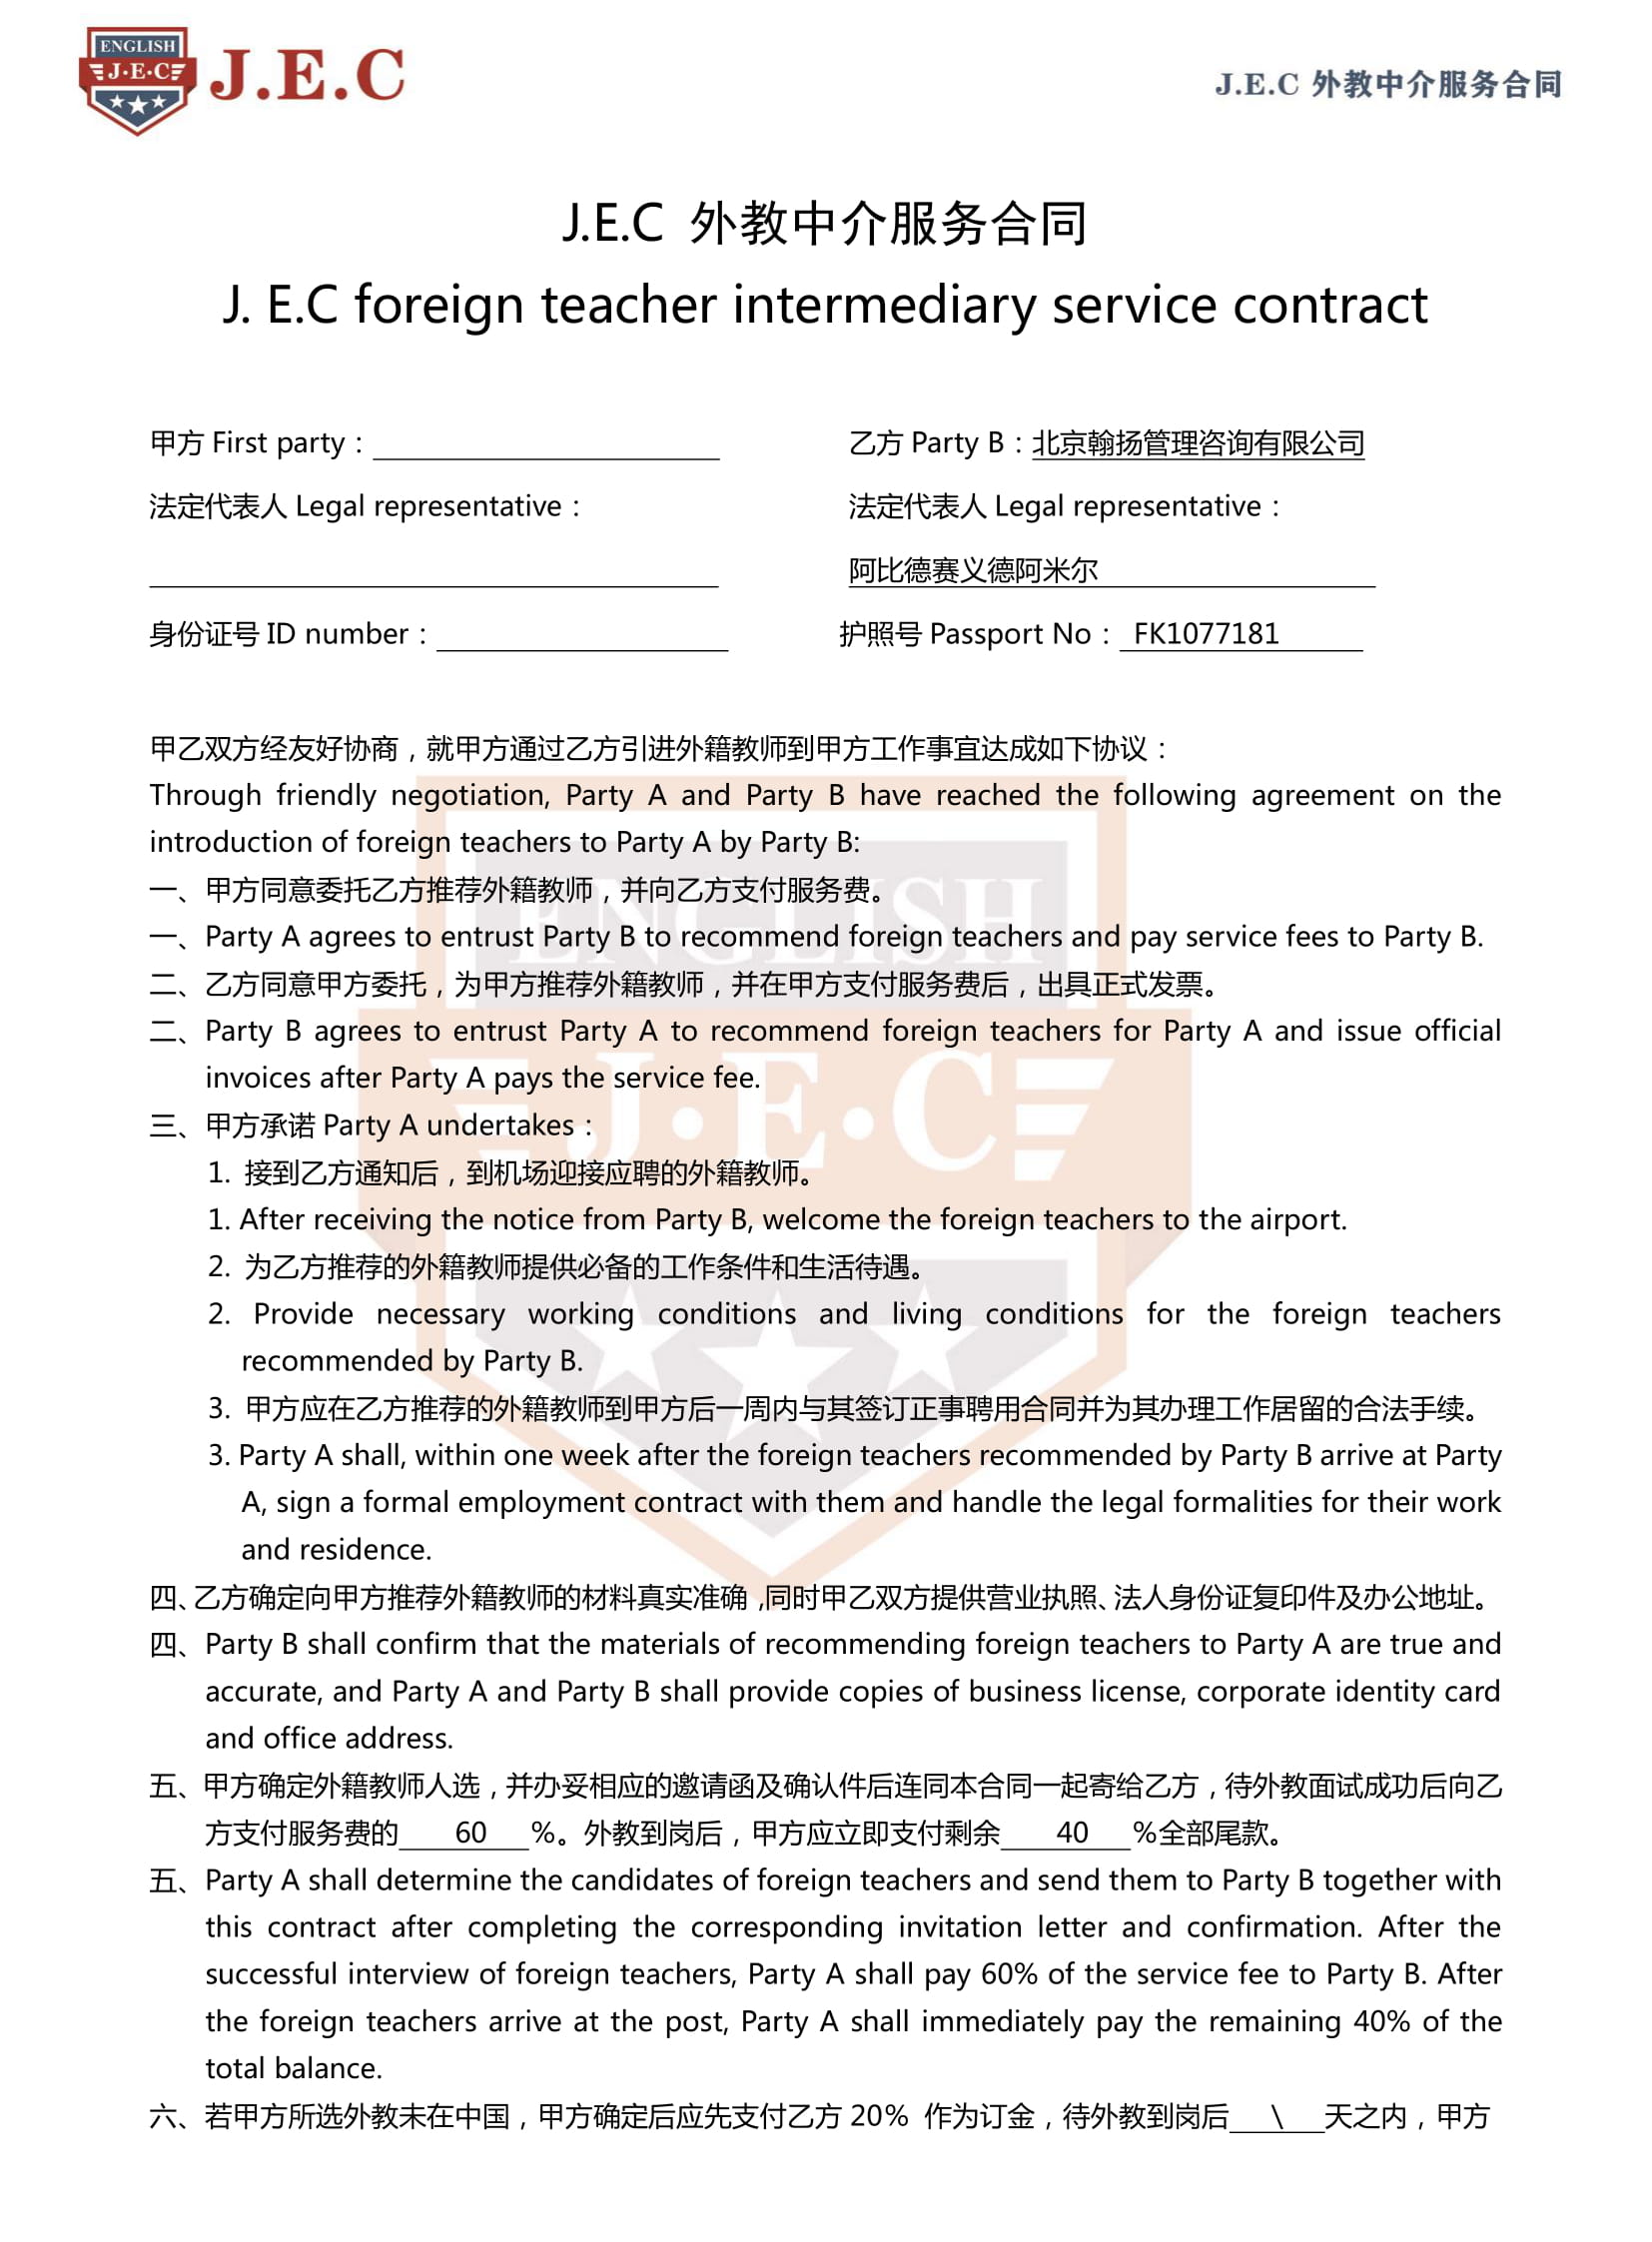 ENGLISH
J·E·C
J.E.C
J.E.C 外教中介服务合同
J.E.C 外教中介服务合同
J. E.C foreign teacher intermediary service contract
甲方 First party： 乙方 Party B：北京翰扬管理咨询有限公司
法定代表人 Legal representative： 法定代表人 Legal representative：
阿比德赛义德阿米尔
身份证号 ID number： 护照号 Passport No： FK1077181
甲乙双方经友好协商，就甲方通过乙方引进外籍教师到甲方工作事宜达成如下协议：
Through friendly negotiation, Party A and Party B have reached the following agreement on the
introduction of foreign teachers to Party A by Party B:
一、甲方同意委托乙方推荐外籍教师，并向乙方支付服务费。
一、Party A agrees to entrust Party B to recommend foreign teachers and pay service fees to Party B.
二、乙方同意甲方委托，为甲方推荐外籍教师，并在甲方支付服务费后，出具正式发票。
二、Party B agrees to entrust Party A to recommend foreign teachers for Party A and issue official
invoices after Party A pays the service fee.
三、甲方承诺 Party A undertakes：
1. 接到乙方通知后，到机场迎接应聘的外籍教师。
1. After receiving the notice from Party B, welcome the foreign teachers to the airport.
2. 为乙方推荐的外籍教师提供必备的工作条件和生活待遇。
2. Provide necessary working conditions and living conditions for the foreign teachers
recommended by Party B.
3. 甲方应在乙方推荐的外籍教师到甲方后一周内与其签订正事聘用合同并为其办理工作居留的合法手续。
3. Party A shall, within one week after the foreign teachers recommended by Party B arrive at Party
A, sign a formal employment contract with them and handle the legal formalities for their work
and residence.
四、乙方确定向甲方推荐外籍教师的材料真实准确，同时甲乙双方提供营业执照、法人身份证复印件及办公地址。
四、Party B shall confirm that the materials of recommending foreign teachers to Party A are true and
accurate, and Party A and Party B shall provide copies of business license, corporate identity card
and office address.
五、甲方确定外籍教师人选，并办妥相应的邀请函及确认件后连同本合同一起寄给乙方，待外教面试成功后向乙
方支付服务费的 60 %。外教到岗后，甲方应立即支付剩余 40 %全部尾款。
五、Party A shall determine the candidates of foreign teachers and send them to Party B together with
this contract after completing the corresponding invitation letter and confirmation. After the
successful interview of foreign teachers, Party A shall pay 60% of the service fee to Party B. After
the foreign teachers arrive at the post, Party A shall immediately pay the remaining 40% of the
total balance.
六、若甲方所选外教未在中国，甲方确定后应先支付乙方 20% 作为订金，待外教到岗后 \ 天之内，甲方